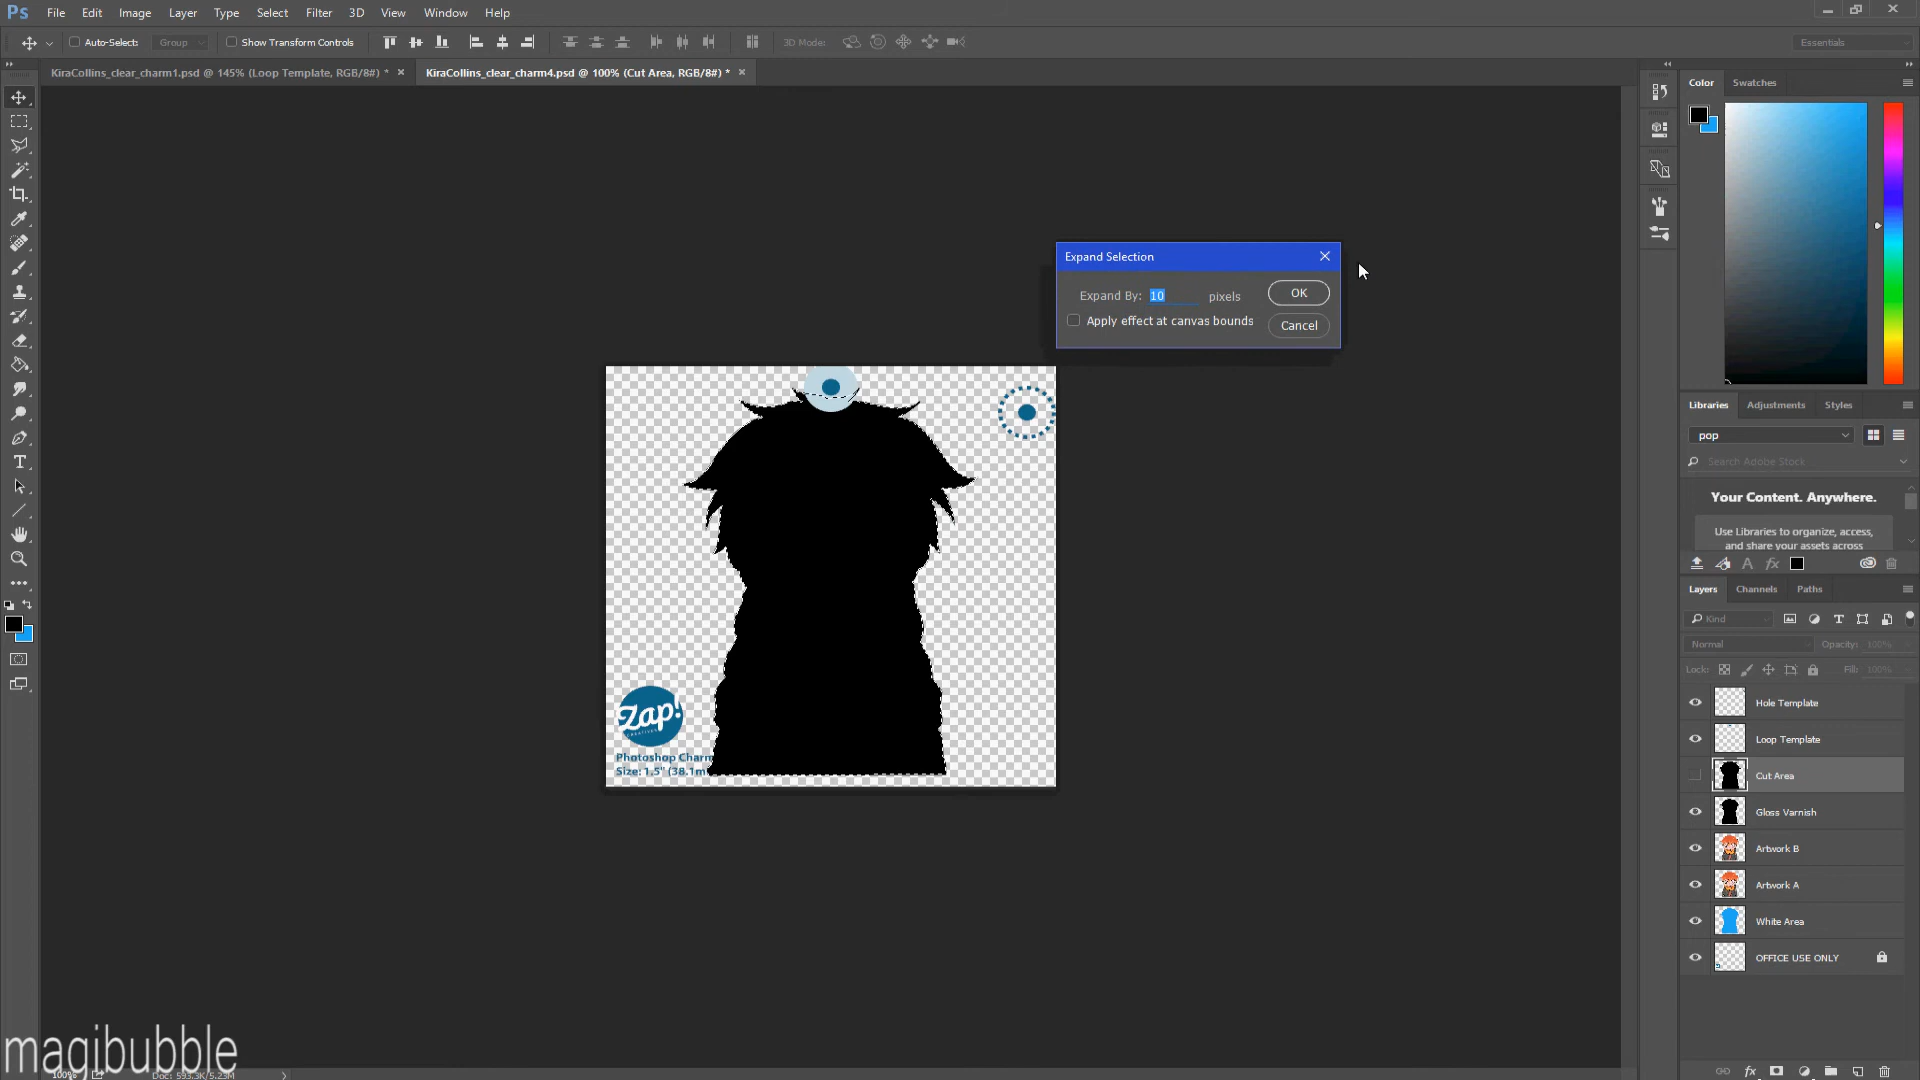 Ps File Edit Image Layer Type Select Filter 3D View Window Help
Auto-Select: Group Show Transform Controls 3D Mode: Essentials
KiraCollins_clear_charm1.psd @ 145% (Loop Template, RGB/8#) * × KiraCollins_clear_charm4.psd @ 100% (Cut Area, RGB/8#) * ×
Color Swatches
Expand Selection
Expand By: 10 pixels OK
Apply effect at canvas bounds Cancel
Libraries Adjustments Styles
pop
Search Adobe Stock
Your Content. Anywhere.
Use Libraries to organize, access,
and share your assets across
Layers Channels Paths
Kind
Normal Opacity: 100%
Lock: Fill: 100%
Hole Template
Loop Template
Cut Area
Gloss Varnish
Artwork B
Artwork A
White Area
OFFICE USE ONLY
Zap!
CREATIVES
Photoshop Charm
Size: 1,5" (38.1m
magibubble
100% Doc: 593.3K/5.23M